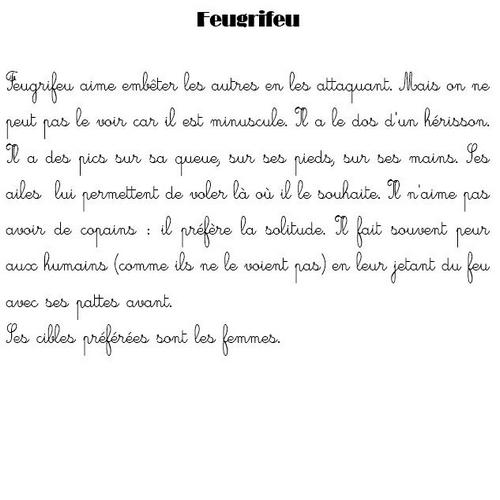 Feugrifeu
Feugrifeu aime embêter les autres en les attaquant. Mais on ne
peut pas le voir car il est minuscule. Il a le dos d'un hérisson.
Il a des pics sur sa queue, sur ses pieds, sur ses mains. Ses
ailes lui permettent de voler là où il le souhaite. Il n'aime pas
avoir de copains : il préfère la solitude. Il fait souvent peur
aux humains (comme ils ne le voient pas) en leur jetant du feu
avec ses pattes avant.
Ses cibles préférées sont les femmes.